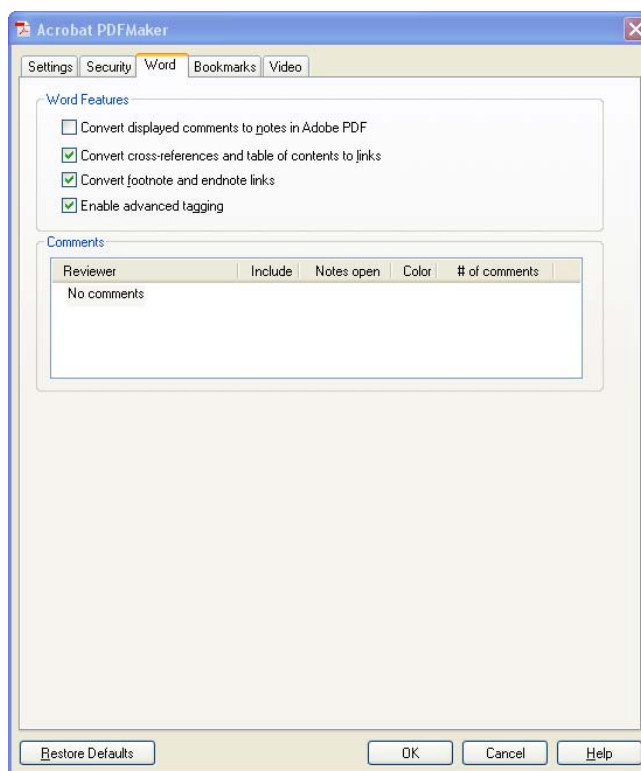 Acrobat PDFMaker
Settings Security Word Bookmarks Video
Word Features
Convert displayed comments to notes in Adobe PDF
Convert cross-references and table of contents to links
Convert footnote and endnote links
Enable advanced tagging
Comments
Reviewer Include Notes open Color # of comments
No comments
Restore Defaults OK Cancel Help